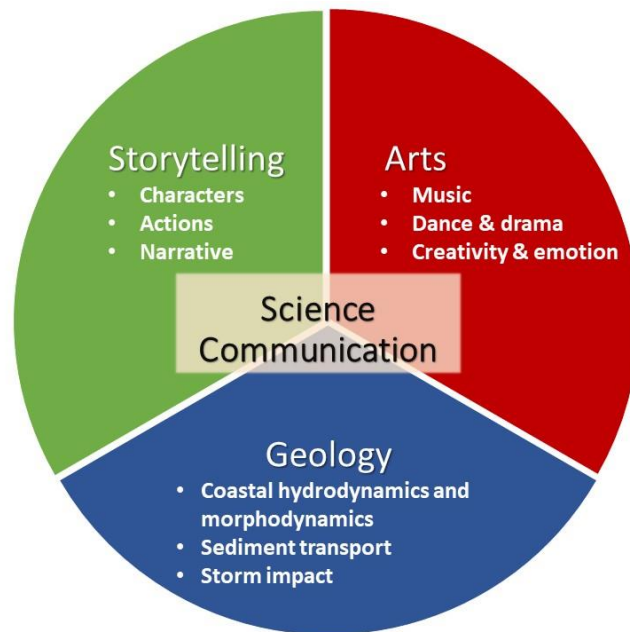 Storytelling
• Characters
• Actions
• Narrative
Arts
• Music
• Dance & drama
• Creativity & emotion
Science
Communication
Geology
• Coastal hydrodynamics and
morphodynamics
• Sediment transport
• Storm impact